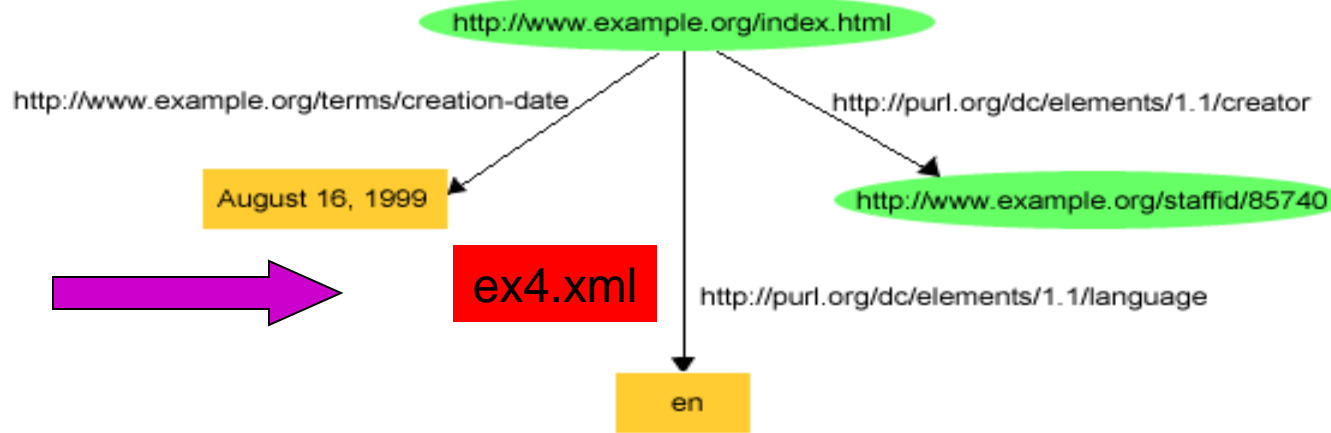 http://www.example.org/index.html
http://www.example.org/terms/creation-date
http://purl.org/dc/elements/1.1/creator
August 16, 1999
http://www.example.org/staffid/85740
ex4.xml
http://purl.org/dc/elements/1.1/language
en